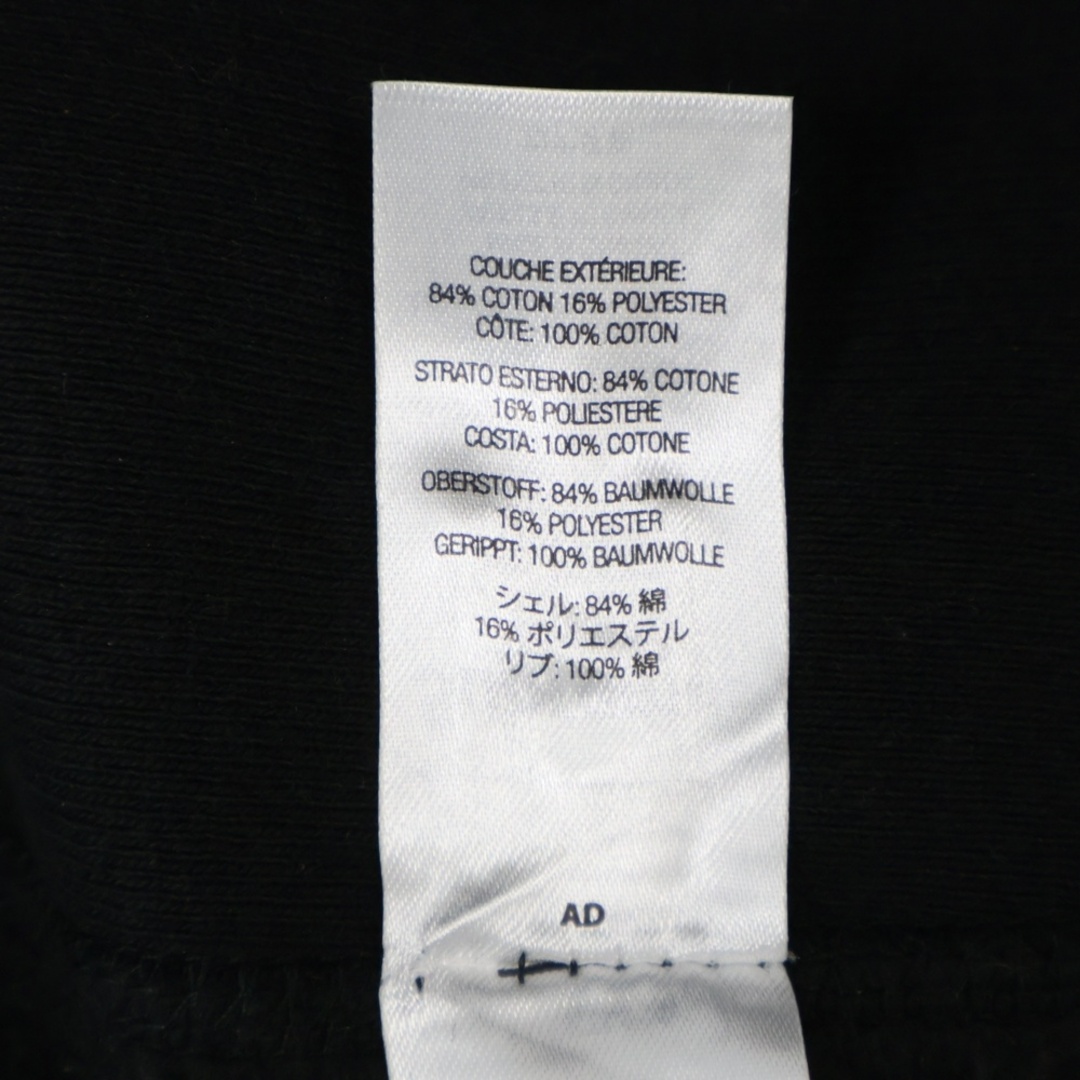 COUCHE EXTÉRIEURE:
84% COTON 16% POLYESTER
CÔTE: 100% COTON
STRATO ESTERNO: 84% COTONE
16% POLIESTERE
COSTA: 100% COTONE
OBERSTOFF: 84% BAUMWOLLE
16% POLYESTER
GERIPPT: 100% BAUMWOLLE
シェル: 84% 綿
16% ポリエステル
リブ: 100% 綿
AD